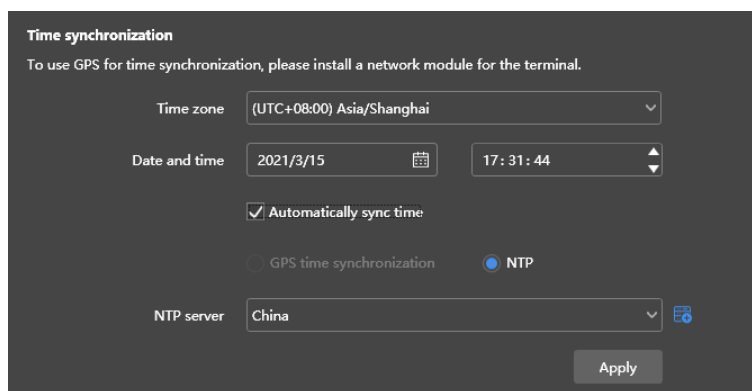 Time synchronization
To use GPS for time synchronization, please install a network module for the terminal.
Time zone (UTC+08:00) Asia/Shanghai
Date and time 2021/3/15 17:31:44
Automatically sync time
GPS time synchronization NTP
NTP server China
Apply